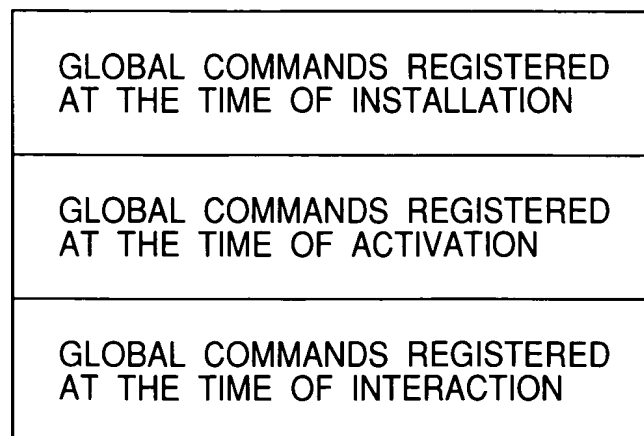 GLOBAL COMMANDS REGISTERED
AT THE TIME OF INSTALLATION
GLOBAL COMMANDS REGISTERED
AT THE TIME OF ACTIVATION
GLOBAL COMMANDS REGISTERED
AT THE TIME OF INTERACTION